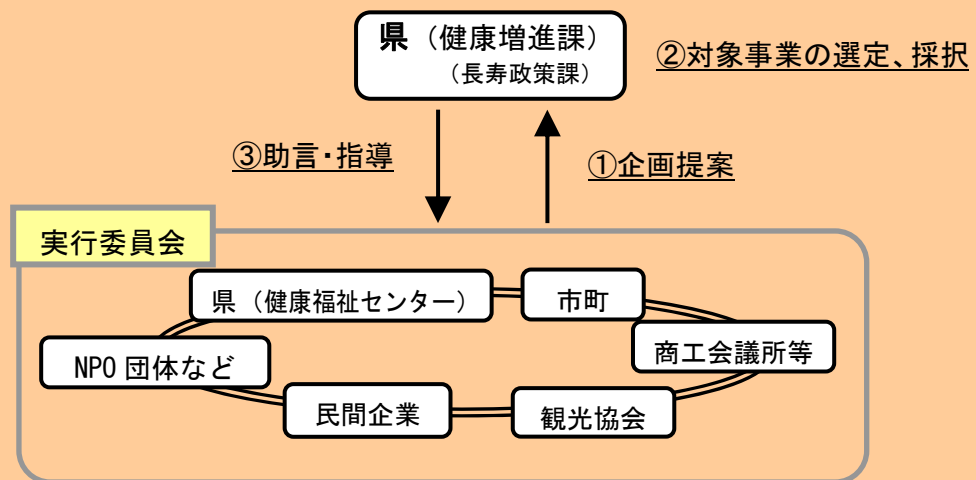 県（健康増進課）
（長寿政策課）
②対象事業の選定、採択
③助言・指導
①企画提案
実行委員会
県（健康福祉センター）
市町
商工会議所等
NPO団体など
民間企業
観光協会